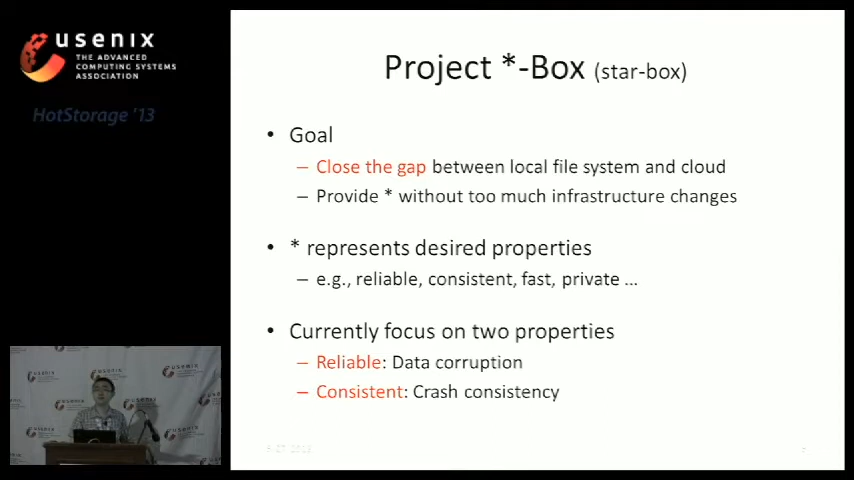 usenix
THE ADVANCED
COMPUTING SYSTEMS
ASSOCIATION
HotStorage '13
Project *-Box (star-box)
• Goal
– Close the gap between local file system and cloud
– Provide * without too much infrastructure changes
• * represents desired properties
– e.g., reliable, consistent, fast, private ...
• Currently focus on two properties
– Reliable: Data corruption
– Consistent: Crash consistency
usenix